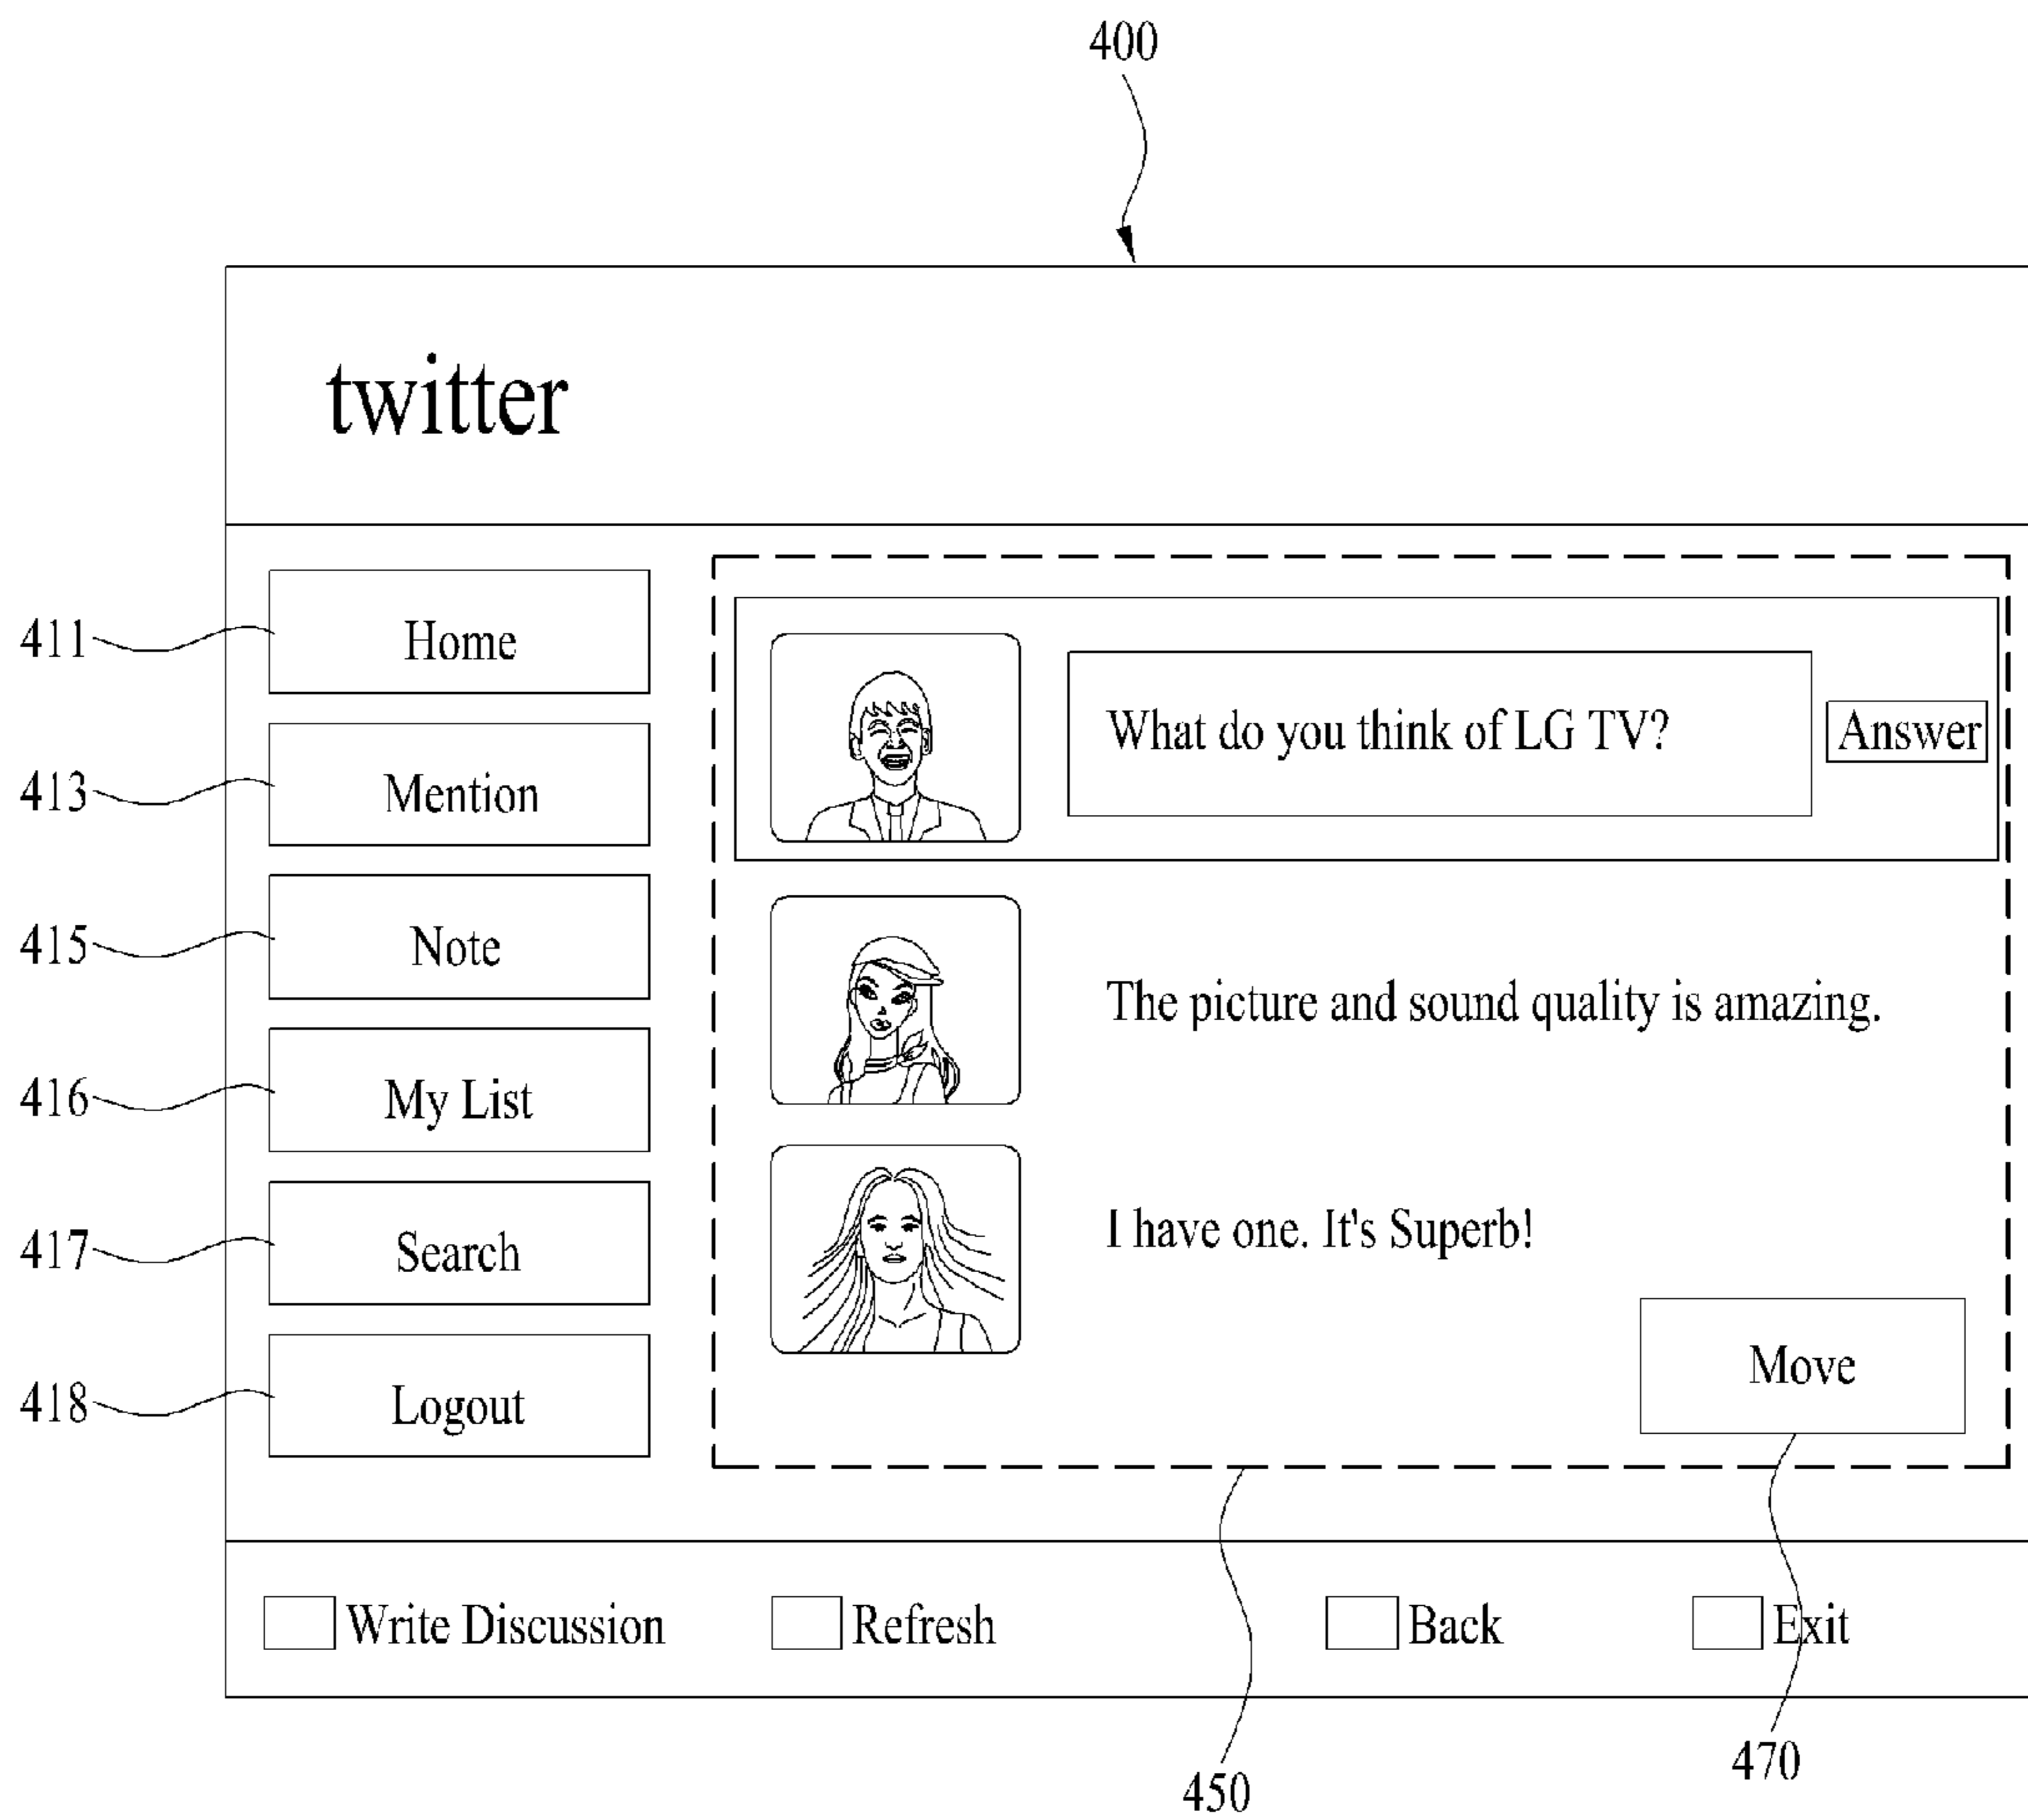 400
twitter
411 Home
What do you think of LG TV? Answer
413 Mention
415 Note
The picture and sound quality is amazing.
416 My List
417 Search
I have one. It's Superb!
418 Logout
Move
Write Discussion Refresh Back Exit
450
470